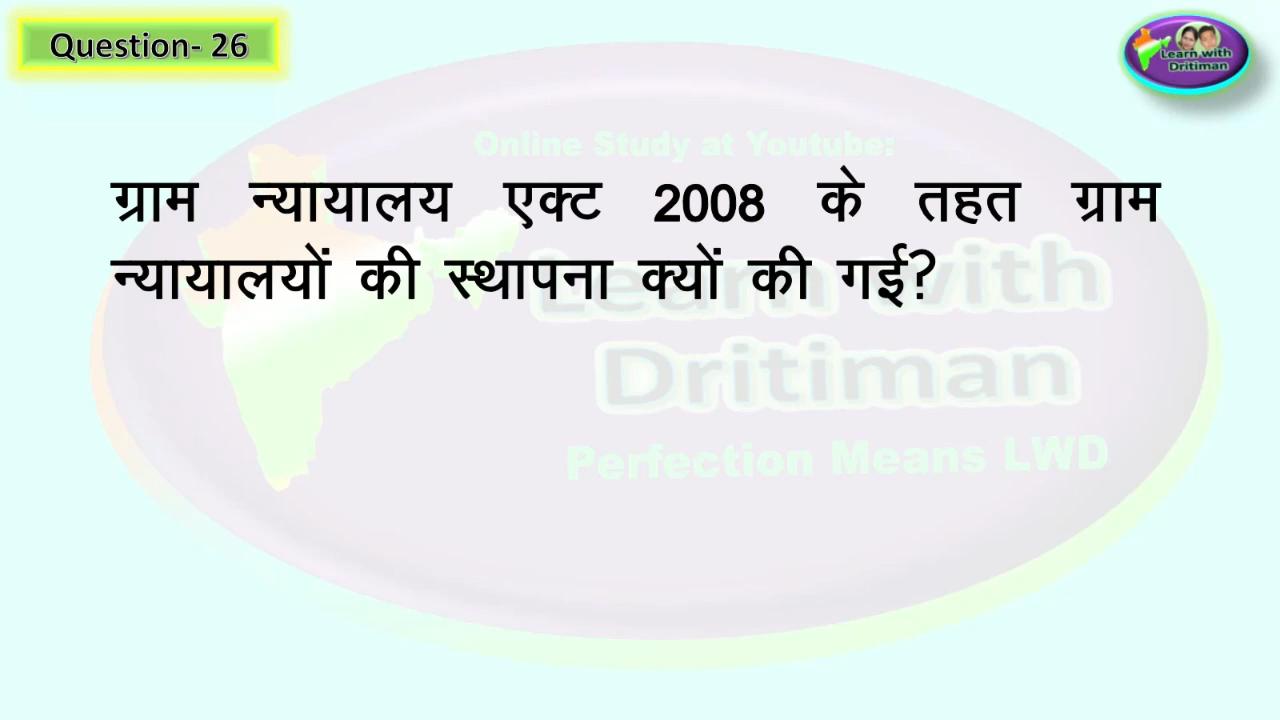 Question- 26
Learn with
Dritiman
Online Study at Youtube:
ग्राम न्यायालय एक्ट 2008 के तहत ग्राम
न्यायालयों की स्थापना क्यों की गई?
Learn with
Dritiman
Perfection Means LWD